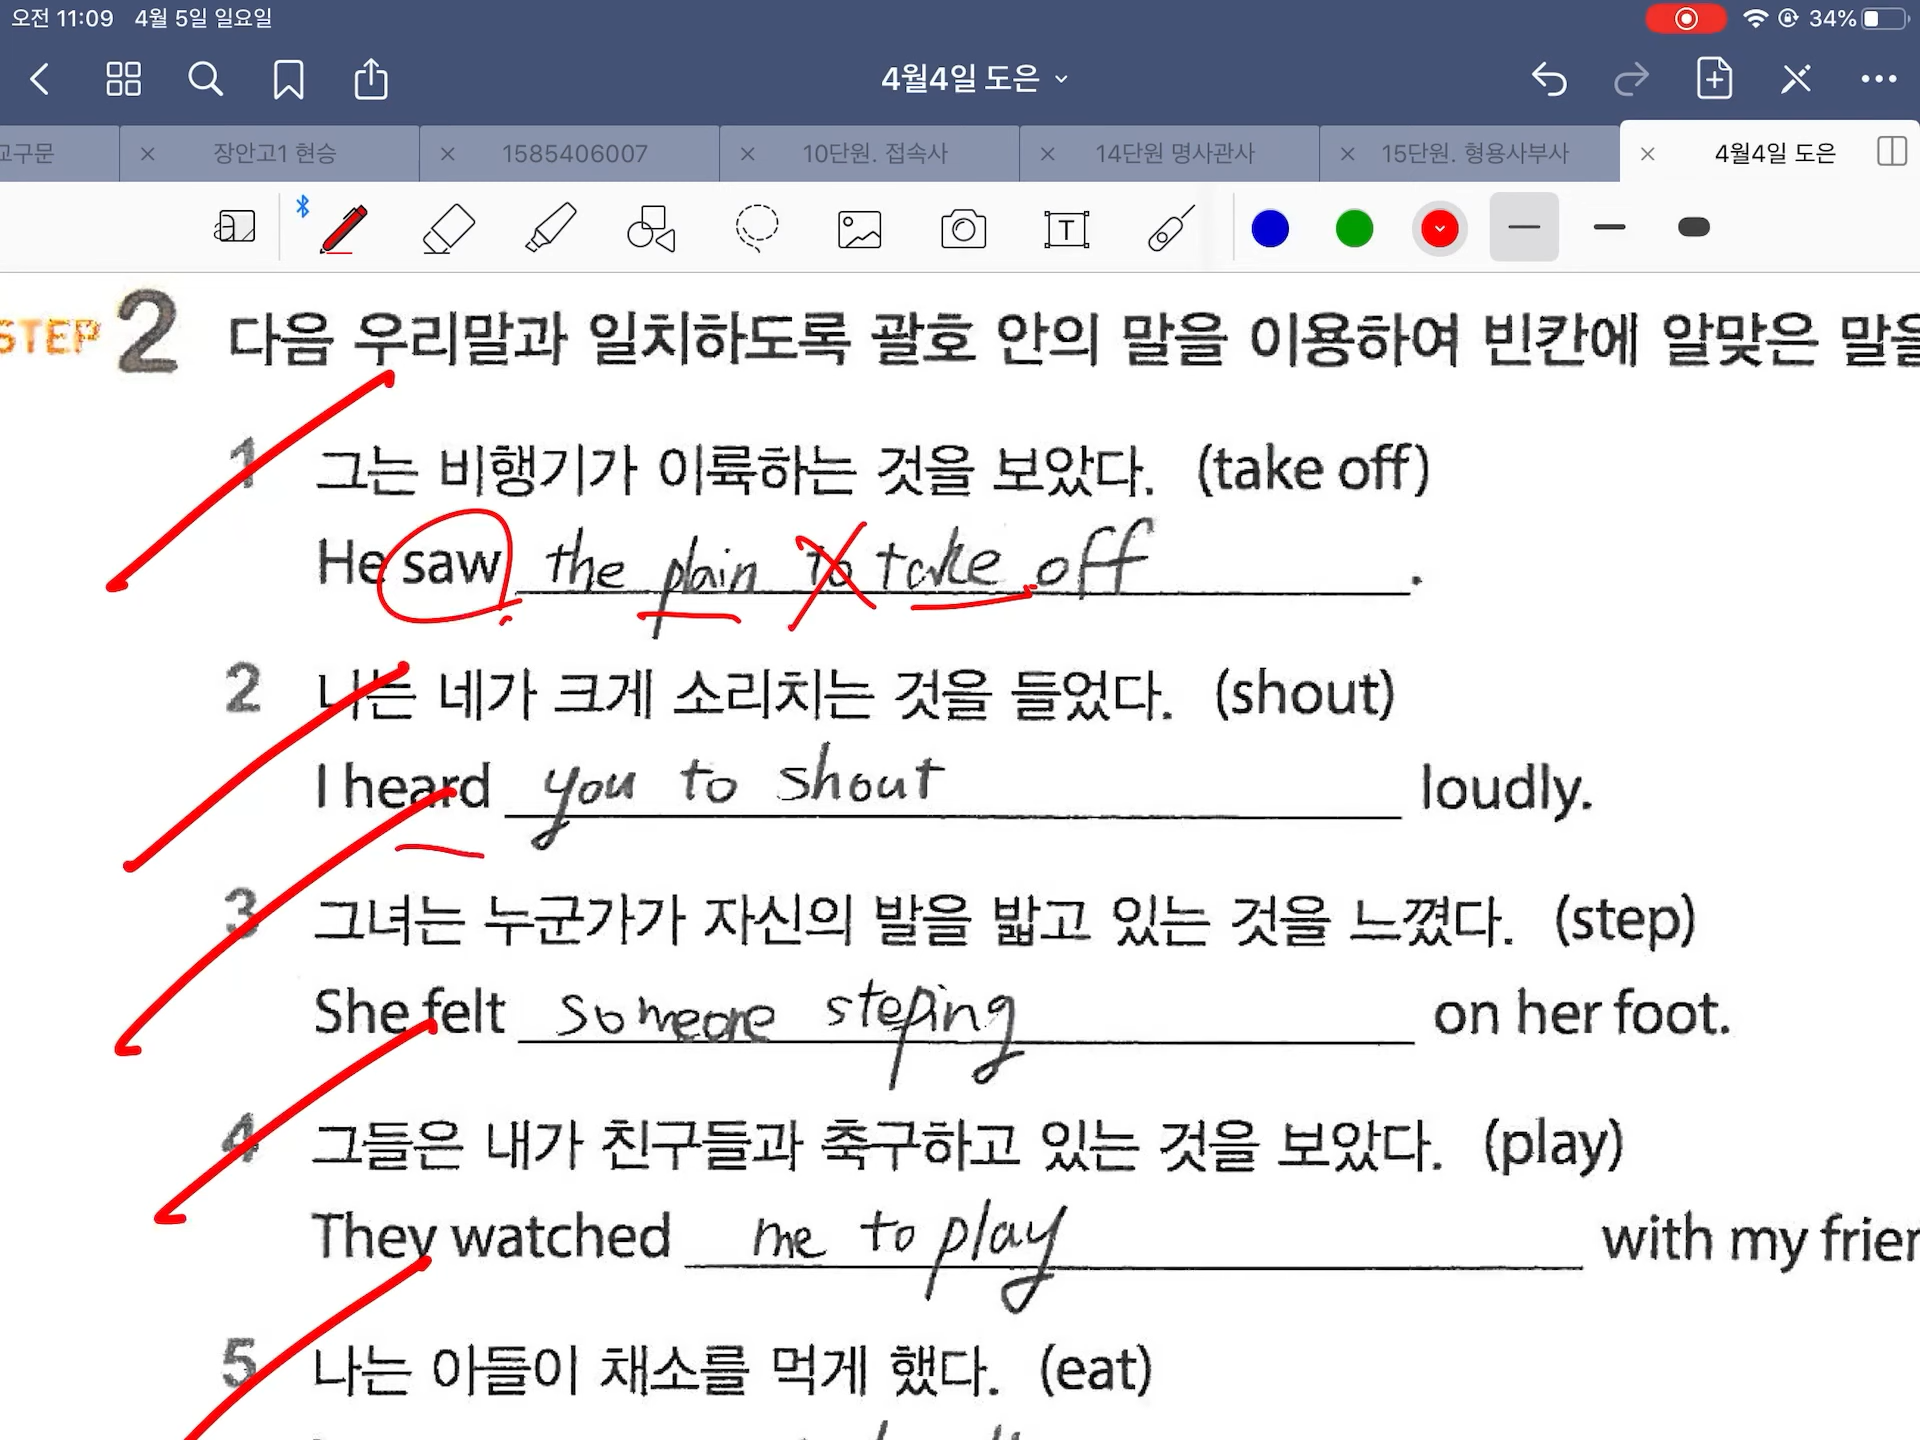 오전 11:09 4월 5일 일요일 34%
4월4일 도은
교구문 장안고1 현승 1585406007 10단원. 접속사 14단원 명사관사 15단원. 형용사부사 4월4일 도은
STEP 2 다음 우리말과 일치하도록 괄호 안의 말을 이용하여 빈칸에 알맞은 말을
1 그는 비행기가 이륙하는 것을 보았다. (take off)
He saw the plain to take off .
2 나는 네가 크게 소리치는 것을 들었다. (shout)
I heard you to shout loudly.
3 그녀는 누군가가 자신의 발을 밟고 있는 것을 느꼈다. (step)
She felt someone steping on her foot.
4 그들은 내가 친구들과 축구하고 있는 것을 보았다. (play)
They watched me to play with my frien
5 나는 아들이 채소를 먹게 했다. (eat)